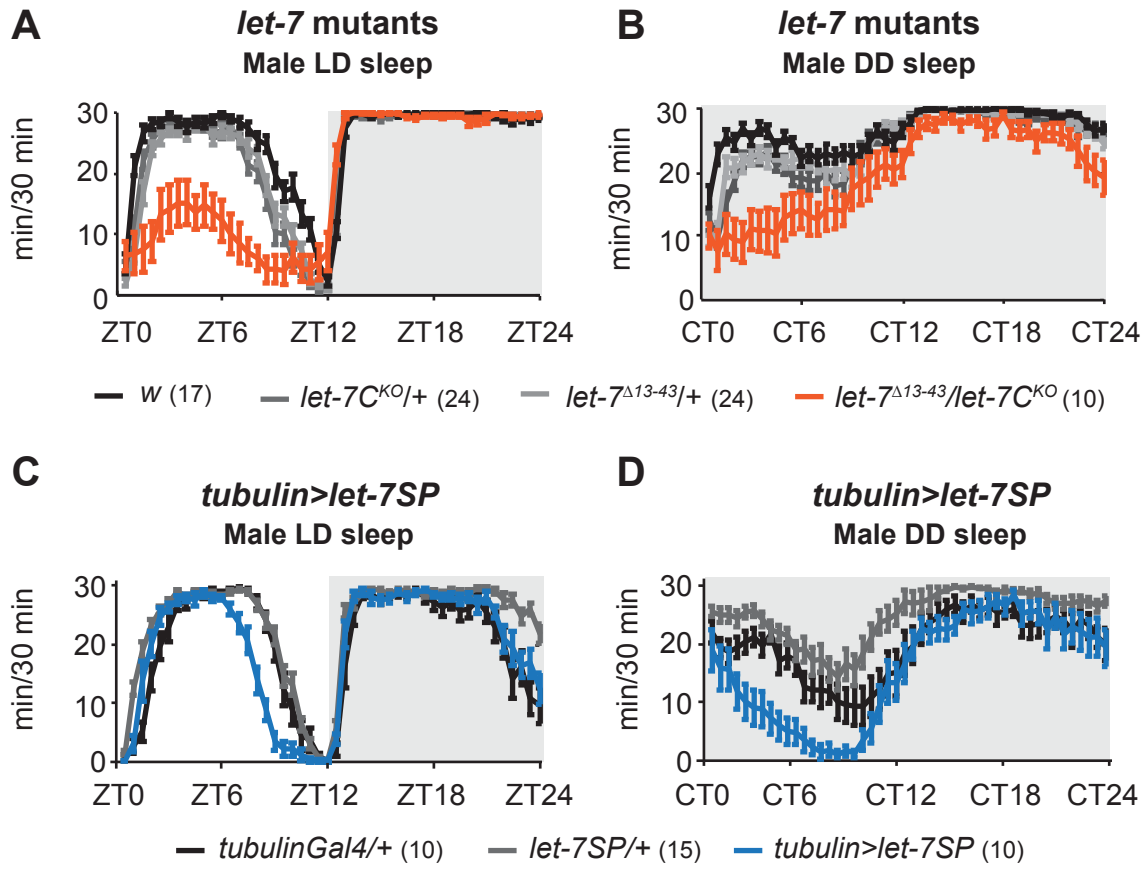 A
let-7 mutants
Male LD sleep
min/30 min
30
20
10
0
ZT0 ZT6 ZT12 ZT18 ZT24
B
let-7 mutants
Male DD sleep
min/30 min
30
20
10
0
CT0 CT6 CT12 CT18 CT24
w (17) let-7C^KO/+ (24) let-7^Δ13-43/+ (24) let-7^Δ13-43/let-7C^KO (10)
C
tubulin>let-7SP
Male LD sleep
min/30 min
30
20
10
0
ZT0 ZT6 ZT12 ZT18 ZT24
D
tubulin>let-7SP
Male DD sleep
min/30 min
30
20
10
0
CT0 CT6 CT12 CT18 CT24
tubulinGal4/+ (10) let-7SP/+ (15) tubulin>let-7SP (10)